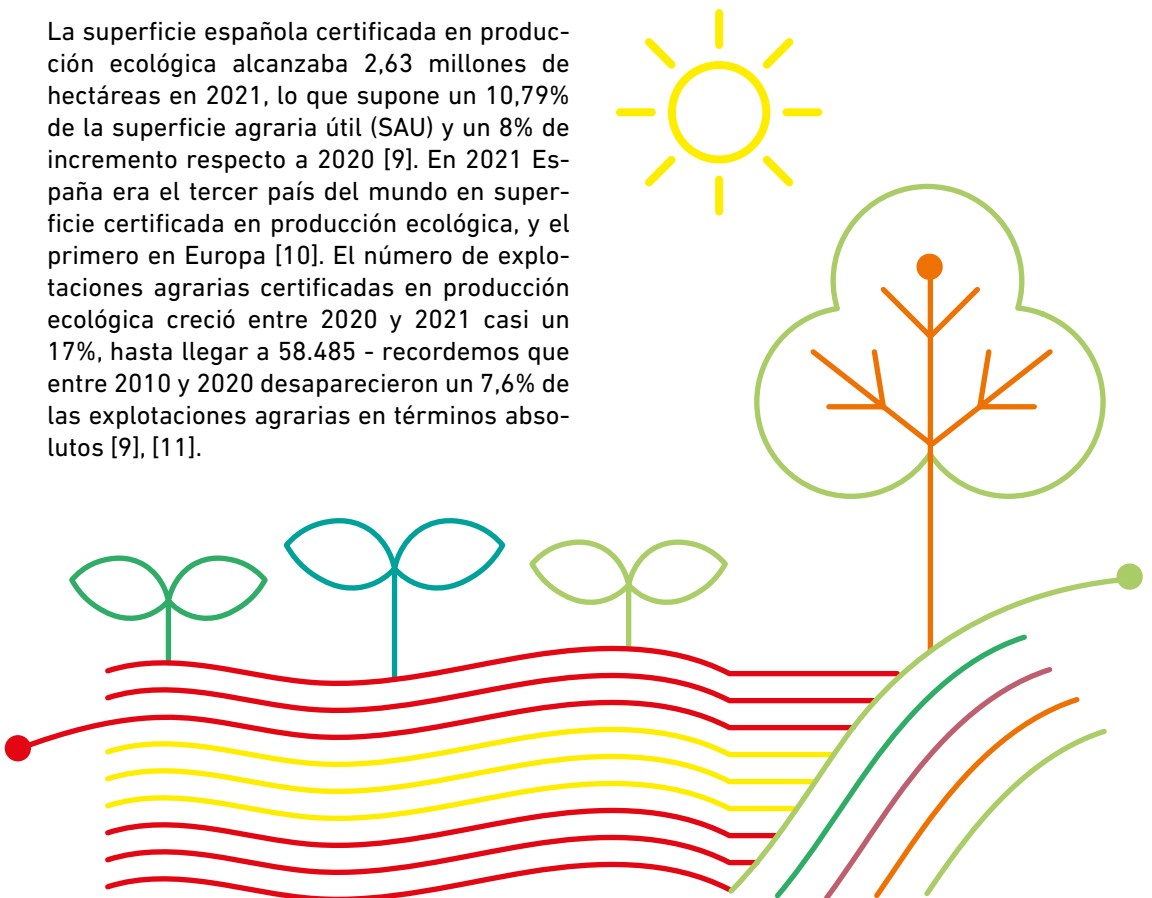 La superficie española certificada en produc-
ción ecológica alcanzaba 2,63 millones de
hectáreas en 2021, lo que supone un 10,79%
de la superficie agraria útil (SAU) y un 8% de
incremento respecto a 2020 [9]. En 2021 Es-
paña era el tercer país del mundo en super-
ficie certificada en producción ecológica, y el
primero en Europa [10]. El número de explo-
taciones agrarias certificadas en producción
ecológica creció entre 2020 y 2021 casi un
17%, hasta llegar a 58.485 - recordemos que
entre 2010 y 2020 desaparecieron un 7,6% de
las explotaciones agrarias en términos abso-
lutos [9], [11].